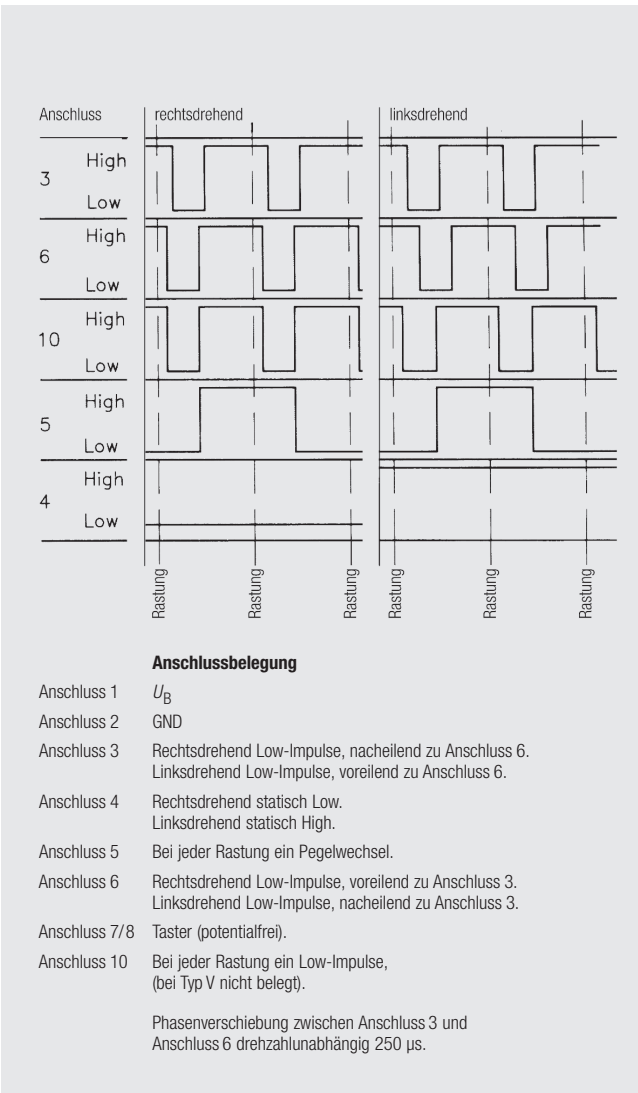 Anschluss rechtsdrehend linksdrehend
3 High
Low
6 High
Low
10 High
Low
5 High
Low
4 High
Low
Rastung Rastung Rastung Rastung Rastung Rastung
Anschlussbelegung
Anschluss 1 UB
Anschluss 2 GND
Anschluss 3 Rechtsdrehend Low-Impulse, nacheilend zu Anschluss 6.
Linksdrehend Low-Impulse, voreilend zu Anschluss 6.
Anschluss 4 Rechtsdrehend statisch Low.
Linksdrehend statisch High.
Anschluss 5 Bei jeder Rastung ein Pegelwechsel.
Anschluss 6 Rechtsdrehend Low-Impulse, voreilend zu Anschluss 3.
Linksdrehend Low-Impulse, nacheilend zu Anschluss 3.
Anschluss 7/8 Taster (potentialfrei).
Anschluss 10 Bei jeder Rastung ein Low-Impulse,
(bei Typ V nicht belegt).
Phasenverschiebung zwischen Anschluss 3 und
Anschluss 6 drehzahlunabhängig 250 µs.